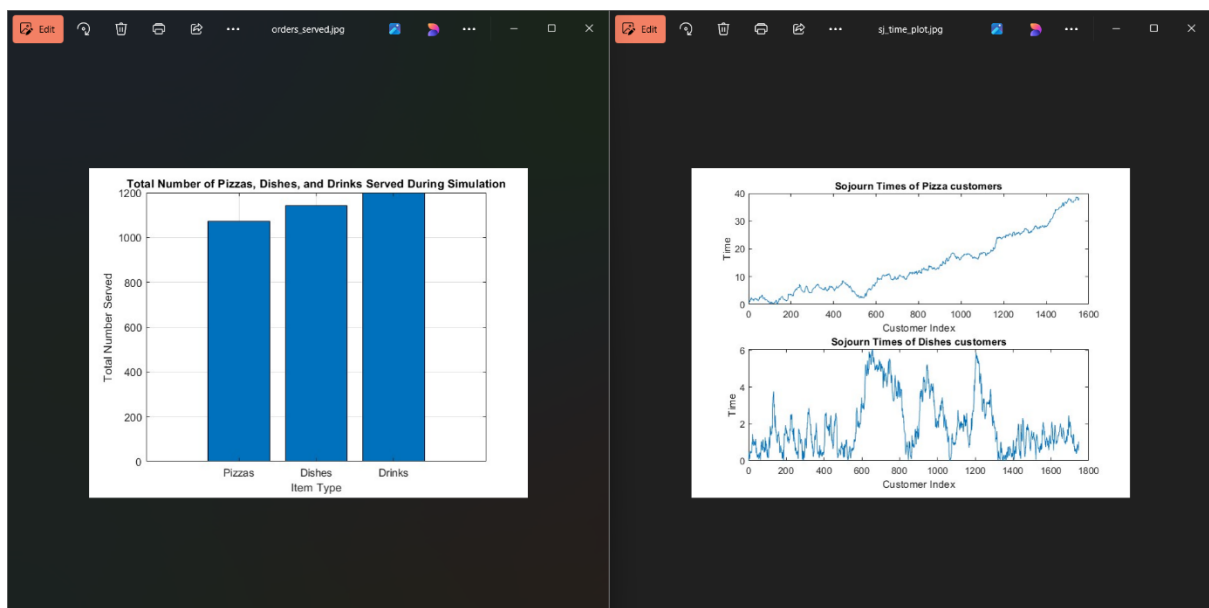 Edit
orders_served.jpg
Total Number of Pizzas, Dishes, and Drinks Served During Simulation
Total Number Served
1200
1000
800
600
400
200
0
Pizzas Dishes Drinks
Item Type
Edit
sj_time_plot.jpg
Sojourn Times of Pizza customers
Time
40
30
20
10
0
0 200 400 600 800 1000 1200 1400 1600
Customer Index
Sojourn Times of Dishes customers
Time
6
4
2
0
0 200 400 600 800 1000 1200 1400 1600 1800
Customer Index